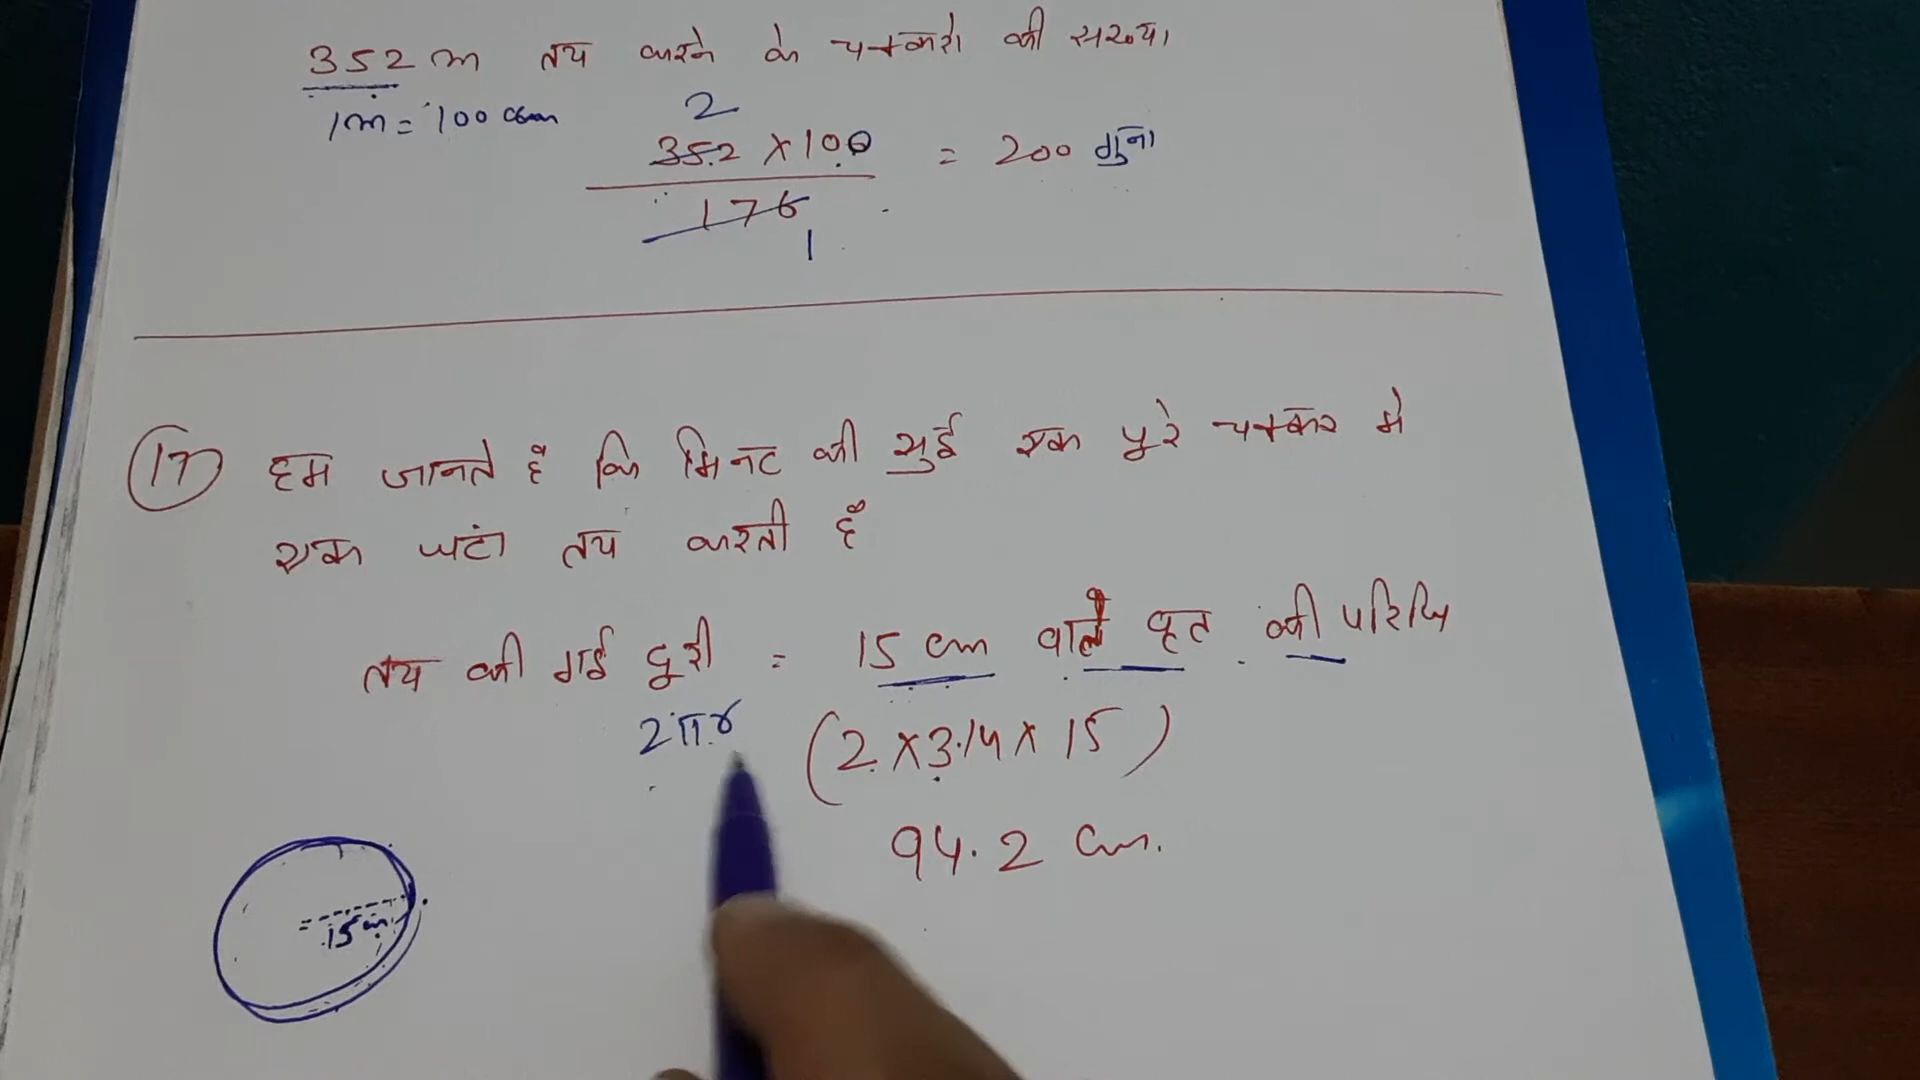 352 m तय करने के चक्करो की संख्या
1m = 100 cm
2
352 × 100 = 200 गुना
176
1
17 हम जानते हैं कि मिनट की सुई एक पूरे चक्कर मे
एक घटां तय करती हैं
तय की गई दूरी = 15 cm वाले वृत की परिधि
2πr (2 × 3.14 × 15)
94.2 cm.
15 cm